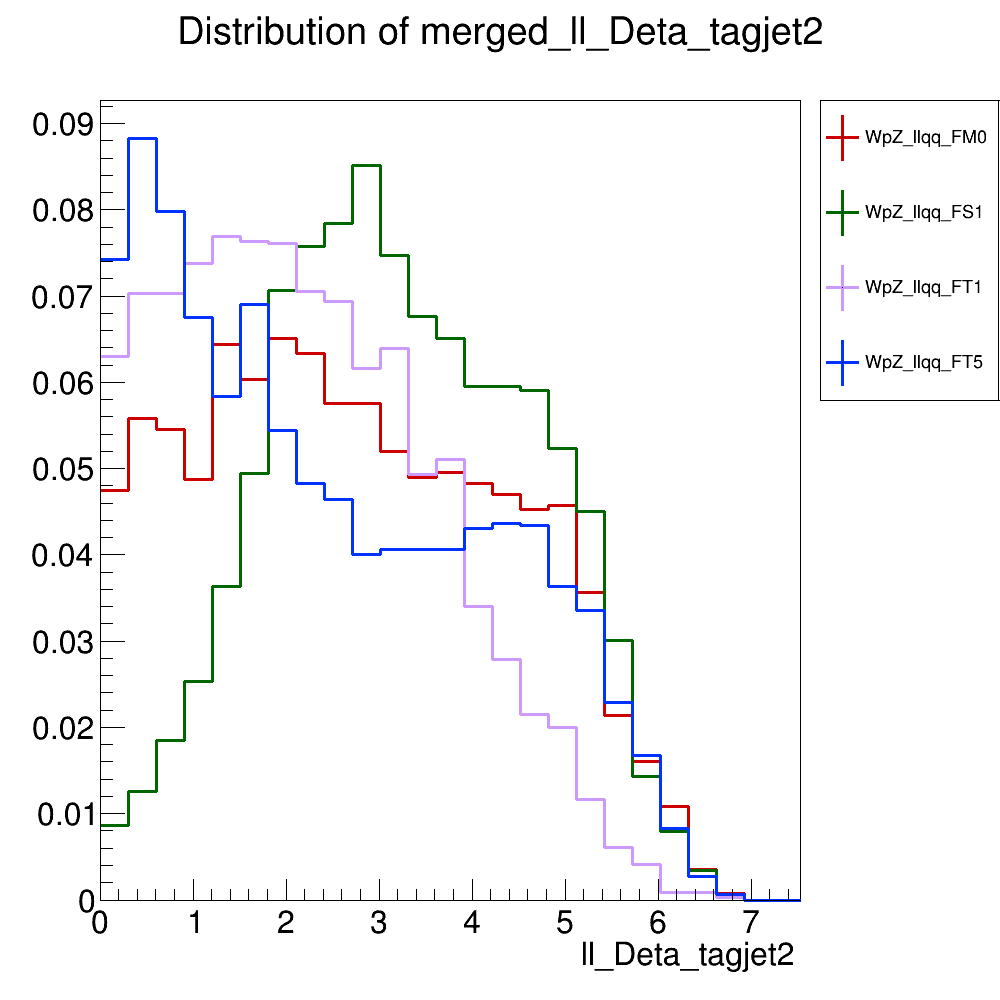 Distribution of merged_ll_Deta_tagjet2
0.09
0.08
0.07
0.06
0.05
0.04
0.03
0.02
0.01
0
0 1 2 3 4 5 6 7
ll_Deta_tagjet2
WpZ_llqq_FM0
WpZ_llqq_FS1
WpZ_llqq_FT1
WpZ_llqq_FT5